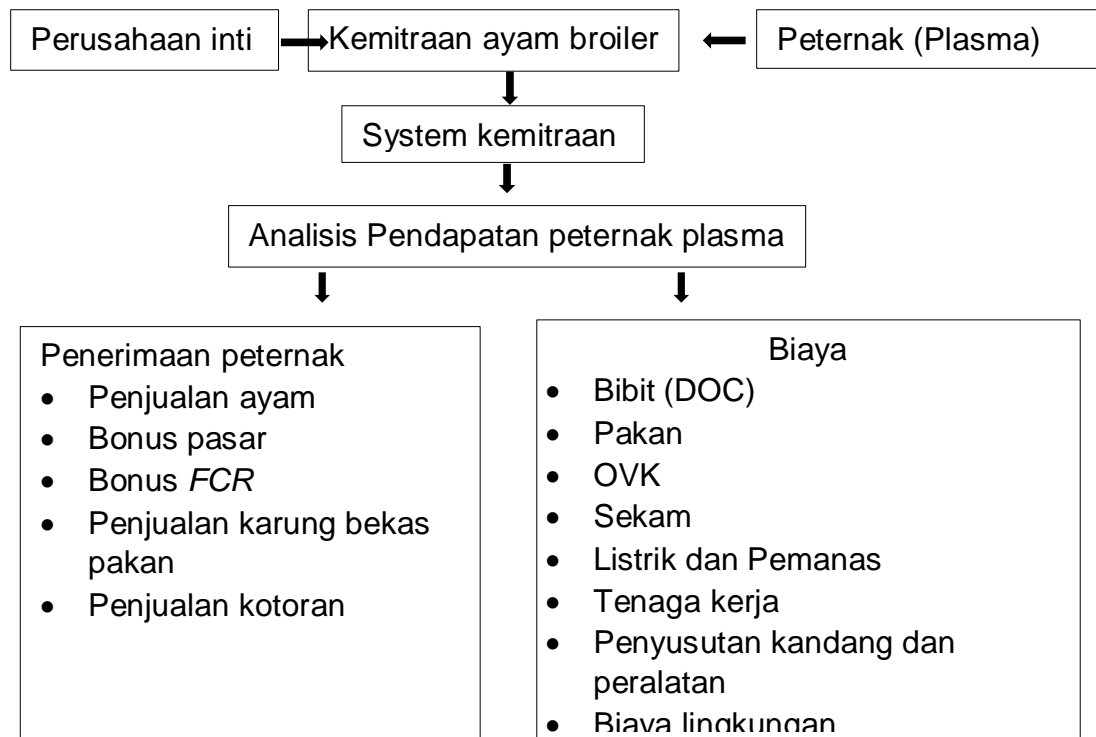 Perusahaan inti
Kemitraan ayam broiler
Peternak (Plasma)
System kemitraan
Analisis Pendapatan peternak plasma
Penerimaan peternak
• Penjualan ayam
• Bonus pasar
• Bonus FCR
• Penjualan karung bekas
pakan
• Penjualan kotoran
Biaya
• Bibit (DOC)
• Pakan
• OVK
• Sekam
• Listrik dan Pemanas
• Tenaga kerja
• Penyusutan kandang dan
peralatan
• Biaya lingkungan